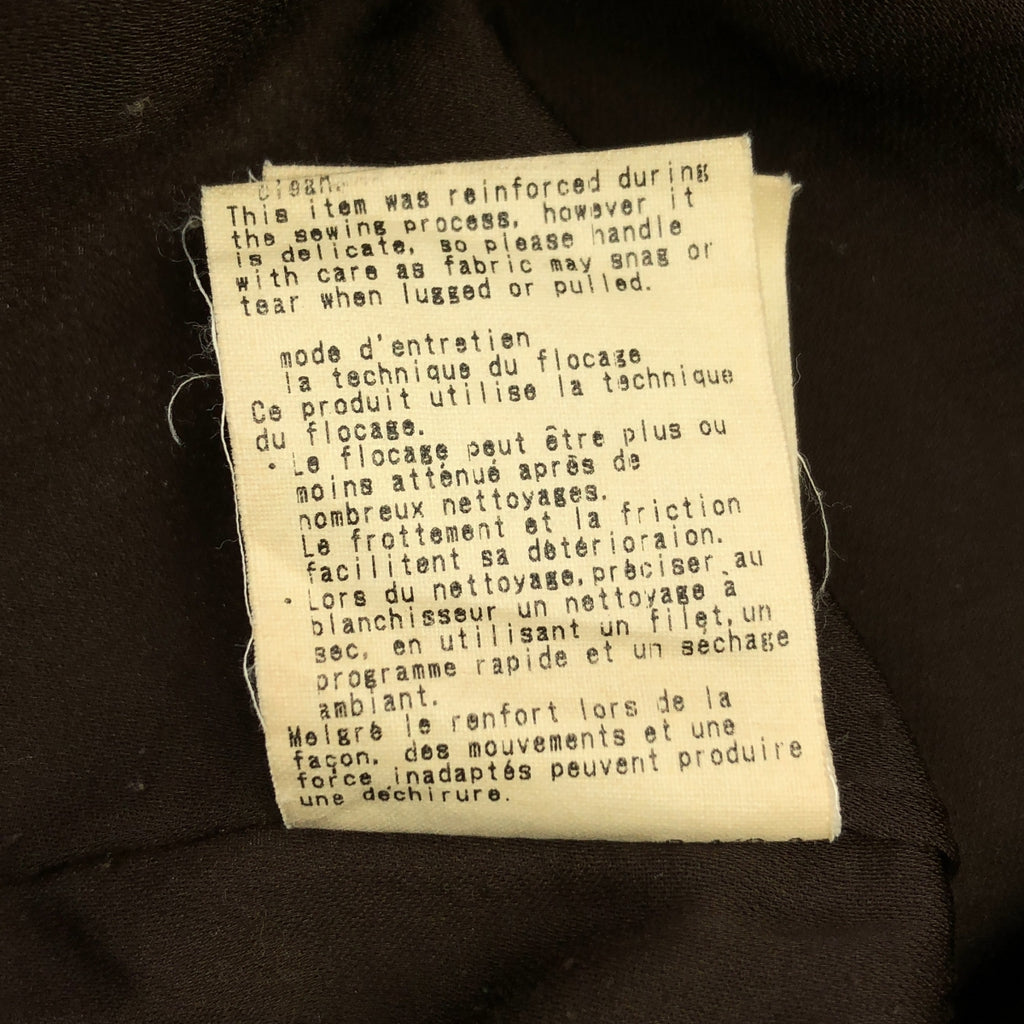 clean.
This item was reinforced during
the sewing process, however it
is delicate, so please handle
with care as fabric may snag or
tear when lugged or pulled.
mode d'entretien
la technique du flocage
Ce produit utilise la technique
du flocage.
・Le flocage peut être plus ou
moins atténué après de
nombreux nettoyages.
Le frottement et la friction
facilitent sa détérioraion.
・Lors du nettoyage,préciser au
blanchisseur un nettoyage à
sec, en utilisant un filet,un
programme rapide et un séchage
ambiant.
Melgré le renfort lors de la
façon, des mouvements et une
force inadaptés peuvent produire
une déchirure.